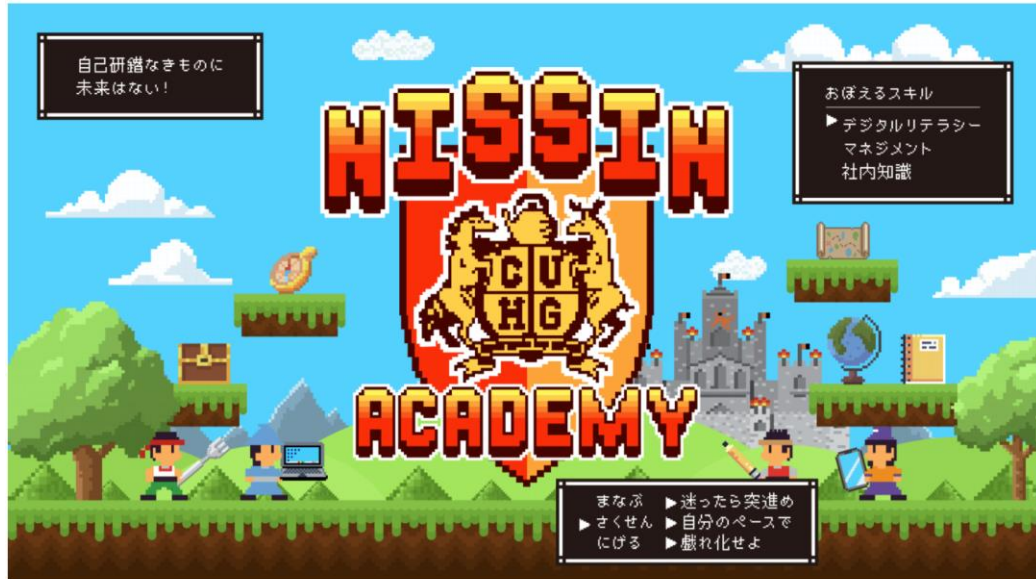 自己研鑽なきものに
未来はない!
NISSIN
CU
HG
ACADEMY
おぼえるスキル
▶デジタルリテラシー
マネジメント
社内知識
まなぶ ▶迷ったら突進め
▶さくせん ▶自分のペースで
にげる ▶戯れ化せよ